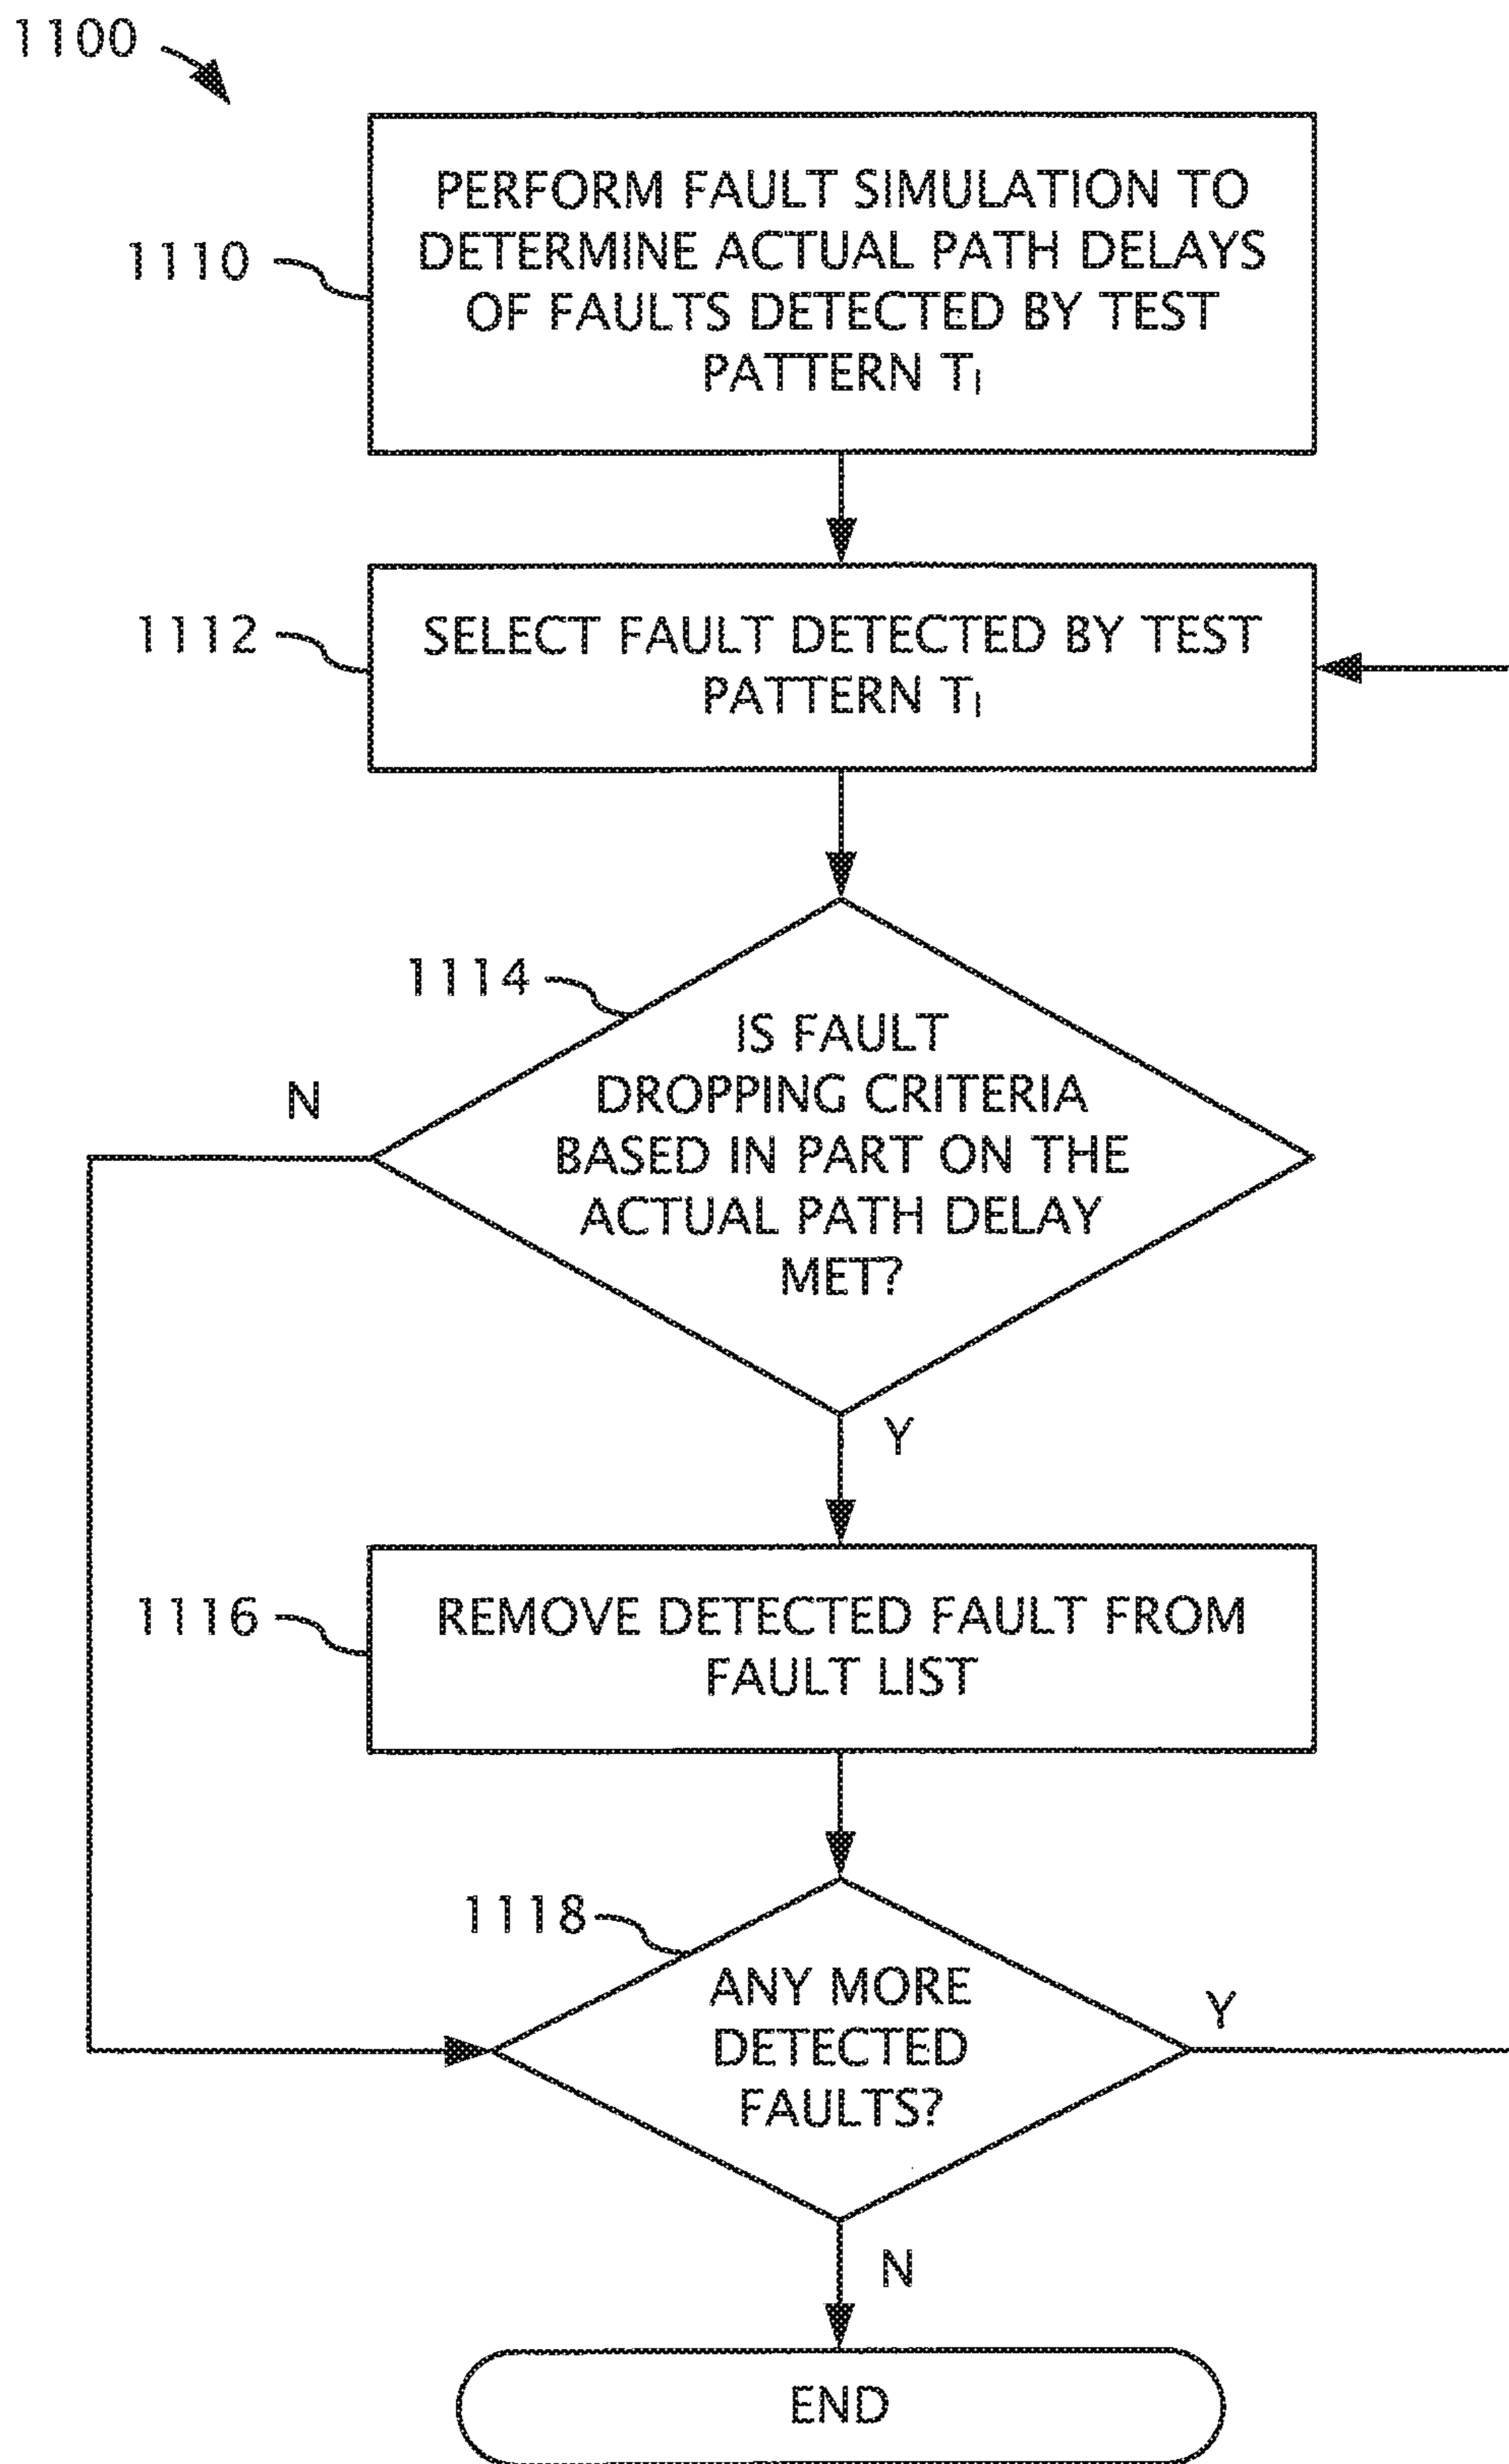 1100
PERFORM FAULT SIMULATION TO
DETERMINE ACTUAL PATH DELAYS
OF FAULTS DETECTED BY TEST
PATTERN TI
1110
SELECT FAULT DETECTED BY TEST
PATTERN TI
1112
1114
IS FAULT
DROPPING CRITERIA
BASED IN PART ON THE
ACTUAL PATH DELAY
MET?
N
Y
1116
REMOVE DETECTED FAULT FROM
FAULT LIST
1118
ANY MORE
DETECTED
FAULTS?
Y
N
END